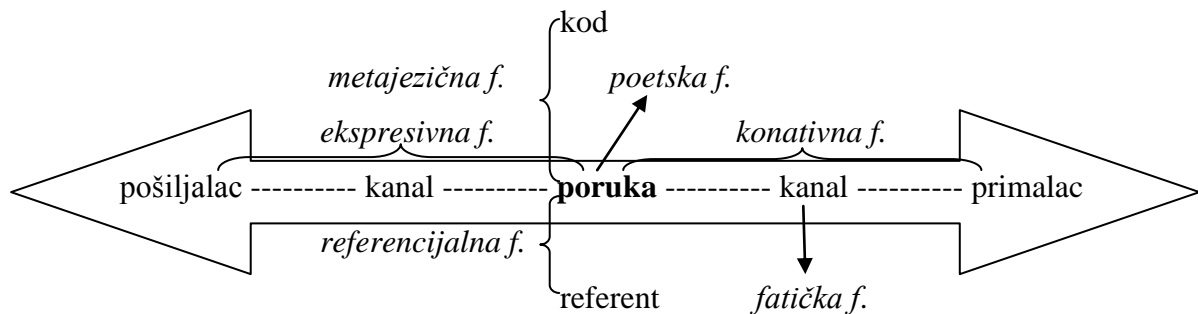 kod
metajezična f. poetska f.
ekspresivna f. konativna f.
pošiljalac ---------- kanal ---------- poruka --------- kanal --------- primalac
referencijalna f.
referent fatička f.